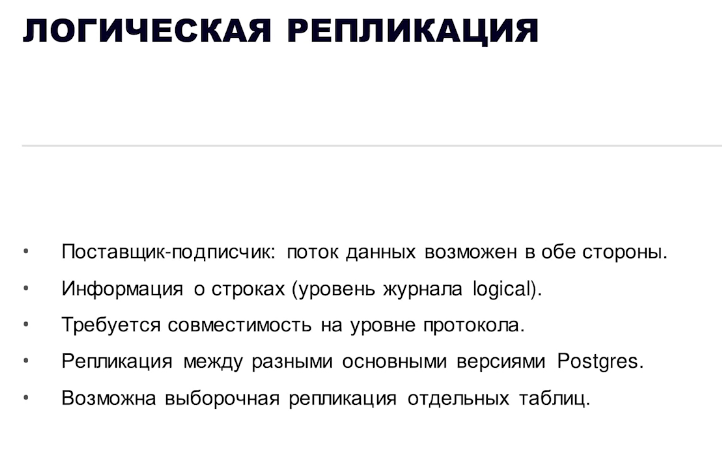 ЛОГИЧЕСКАЯ РЕПЛИКАЦИЯ
• Поставщик-подписчик: поток данных возможен в обе стороны.
• Информация о строках (уровень журнала logical).
• Требуется совместимость на уровне протокола.
• Репликация между разными основными версиями Postgres.
• Возможна выборочная репликация отдельных таблиц.